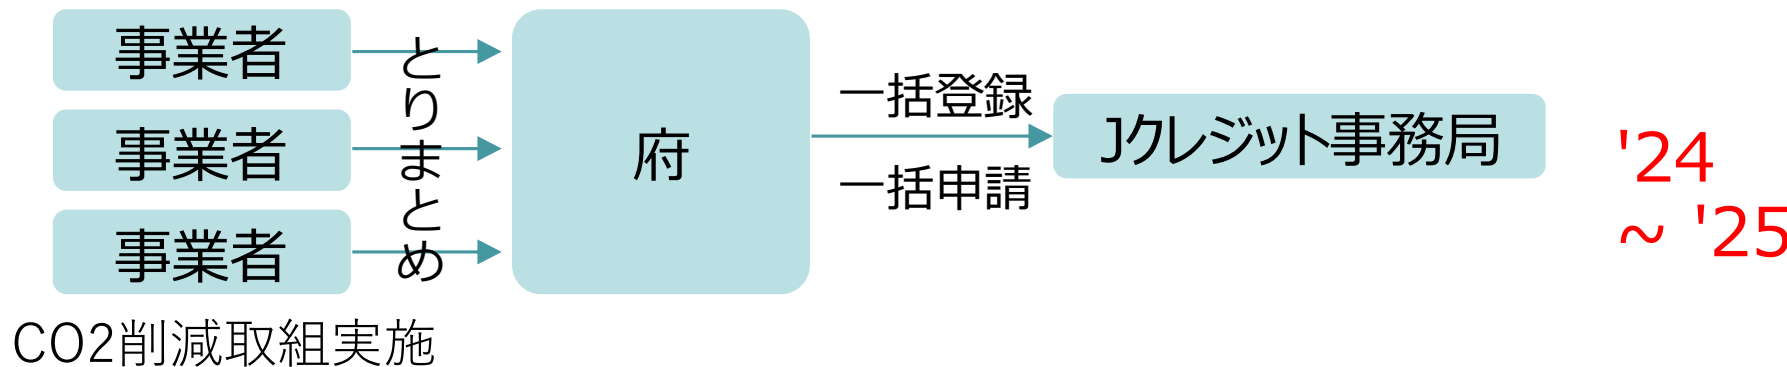 事業者
事業者
事業者
とりまとめ
府
一括登録
一括申請
Jクレジット事務局
'24
~ '25
CO2削減取組実施